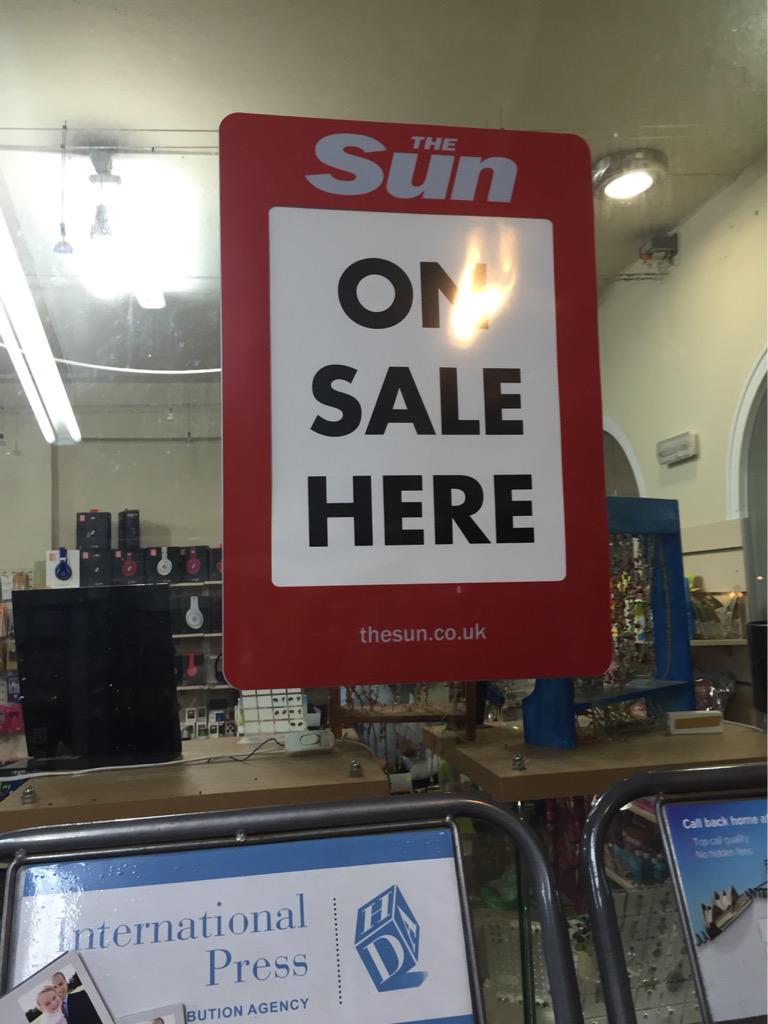 THE
Sun
ON
SALE
HERE
thesun.co.uk
Call back home
Top call quality
No hidden fees
International
Press
BUTION AGENCY
HDA